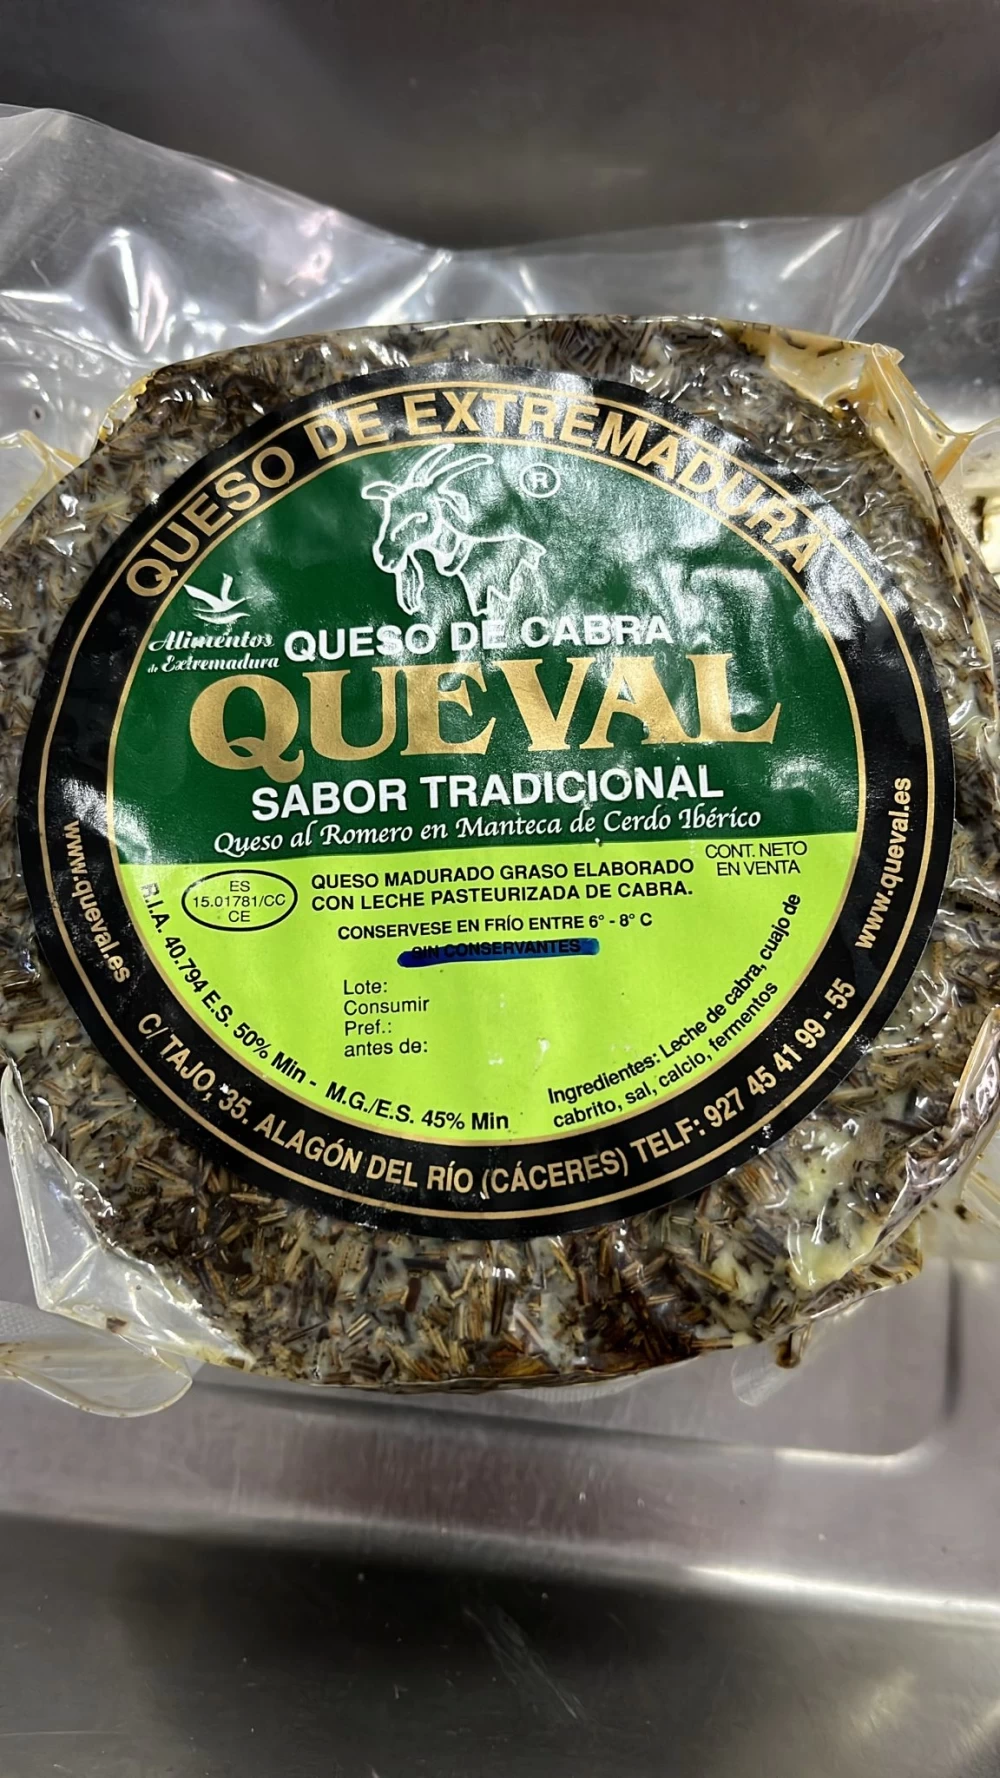 QUESO DE EXTREMADURA
®
Alimentos
de Extremadura
QUESO DE CABRA
QUEVAL
SABOR TRADICIONAL
Queso al Romero en Manteca de Cerdo Ibérico
CONT. NETO
EN VENTA
ES
15.01781/CC
CE
QUESO MADURADO GRASO ELABORADO
CON LECHE PASTEURIZADA DE CABRA.
CONSERVESE EN FRÍO ENTRE 6° - 8° C
SIN CONSERVANTES
Lote:
Consumir
Pref.:
antes de:
R.I.A. 40.794 E.S. 50% Min - M.G./E.S. 45% Min
Ingredientes: Leche de cabra, cuajo de
cabrito, sal, calcio, fermentos
www.queval.es
C/ TAJO, 35. ALAGÓN DEL RÍO (CÁCERES) TELF: 927 45 41 99 - 55
www.queval.es